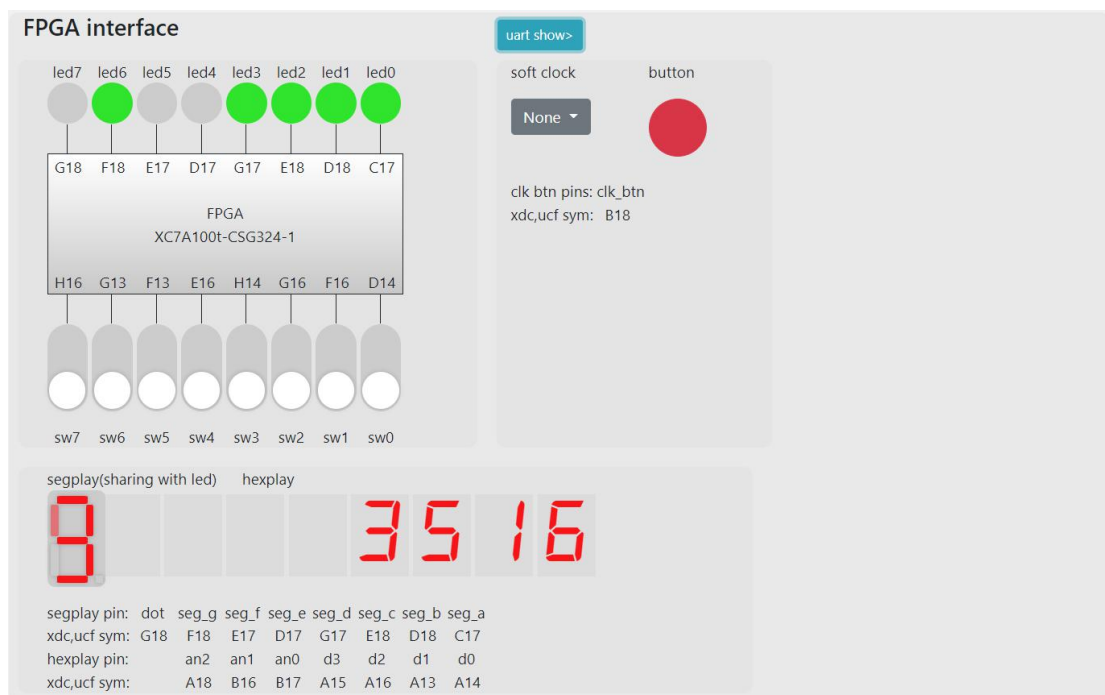 FPGA interface
uart show>
led7 led6 led5 led4 led3 led2 led1 led0
G18 F18 E17 D17 G17 E18 D18 C17
FPGA
XC7A100t-CSG324-1
H16 G13 F13 E16 H14 G16 F16 D14
sw7 sw6 sw5 sw4 sw3 sw2 sw1 sw0
soft clock button
None
clk btn pins: clk_btn
xdc,ucf sym: B18
segplay(sharing with led) hexplay
3 5 1 6
segplay pin: dot seg_g seg_f seg_e seg_d seg_c seg_b seg_a
xdc,ucf sym: G18 F18 E17 D17 G17 E18 D18 C17
hexplay pin: an2 an1 an0 d3 d2 d1 d0
xdc,ucf sym: A18 B16 B17 A15 A16 A13 A14